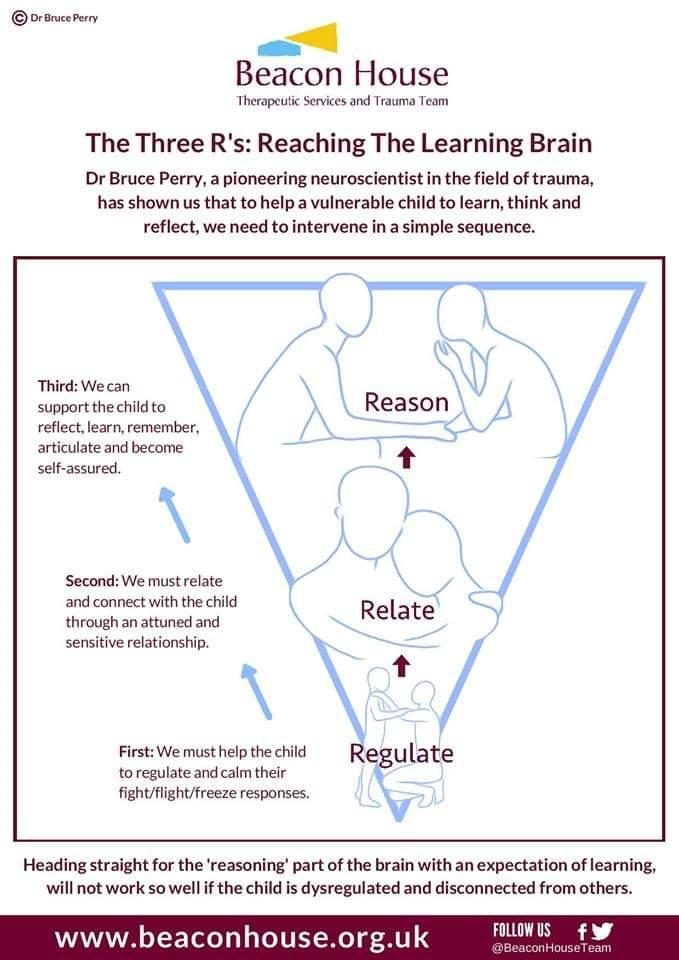 © Dr Bruce Perry
Beacon House
Therapeutic Services and Trauma Team
The Three R's: Reaching The Learning Brain
Dr Bruce Perry, a pioneering neuroscientist in the field of trauma,
has shown us that to help a vulnerable child to learn, think and
reflect, we need to intervene in a simple sequence.
Third: We can
support the child to
reflect, learn, remember,
articulate and become
self-assured.
Reason
Second: We must relate
and connect with the child
through an attuned and
sensitive relationship.
Relate
First: We must help the child
to regulate and calm their
fight/flight/freeze responses.
Regulate
Heading straight for the 'reasoning' part of the brain with an expectation of learning,
will not work so well if the child is dysregulated and disconnected from others.
www.beaconhouse.org.uk
FOLLOW US
@BeaconHouseTeam